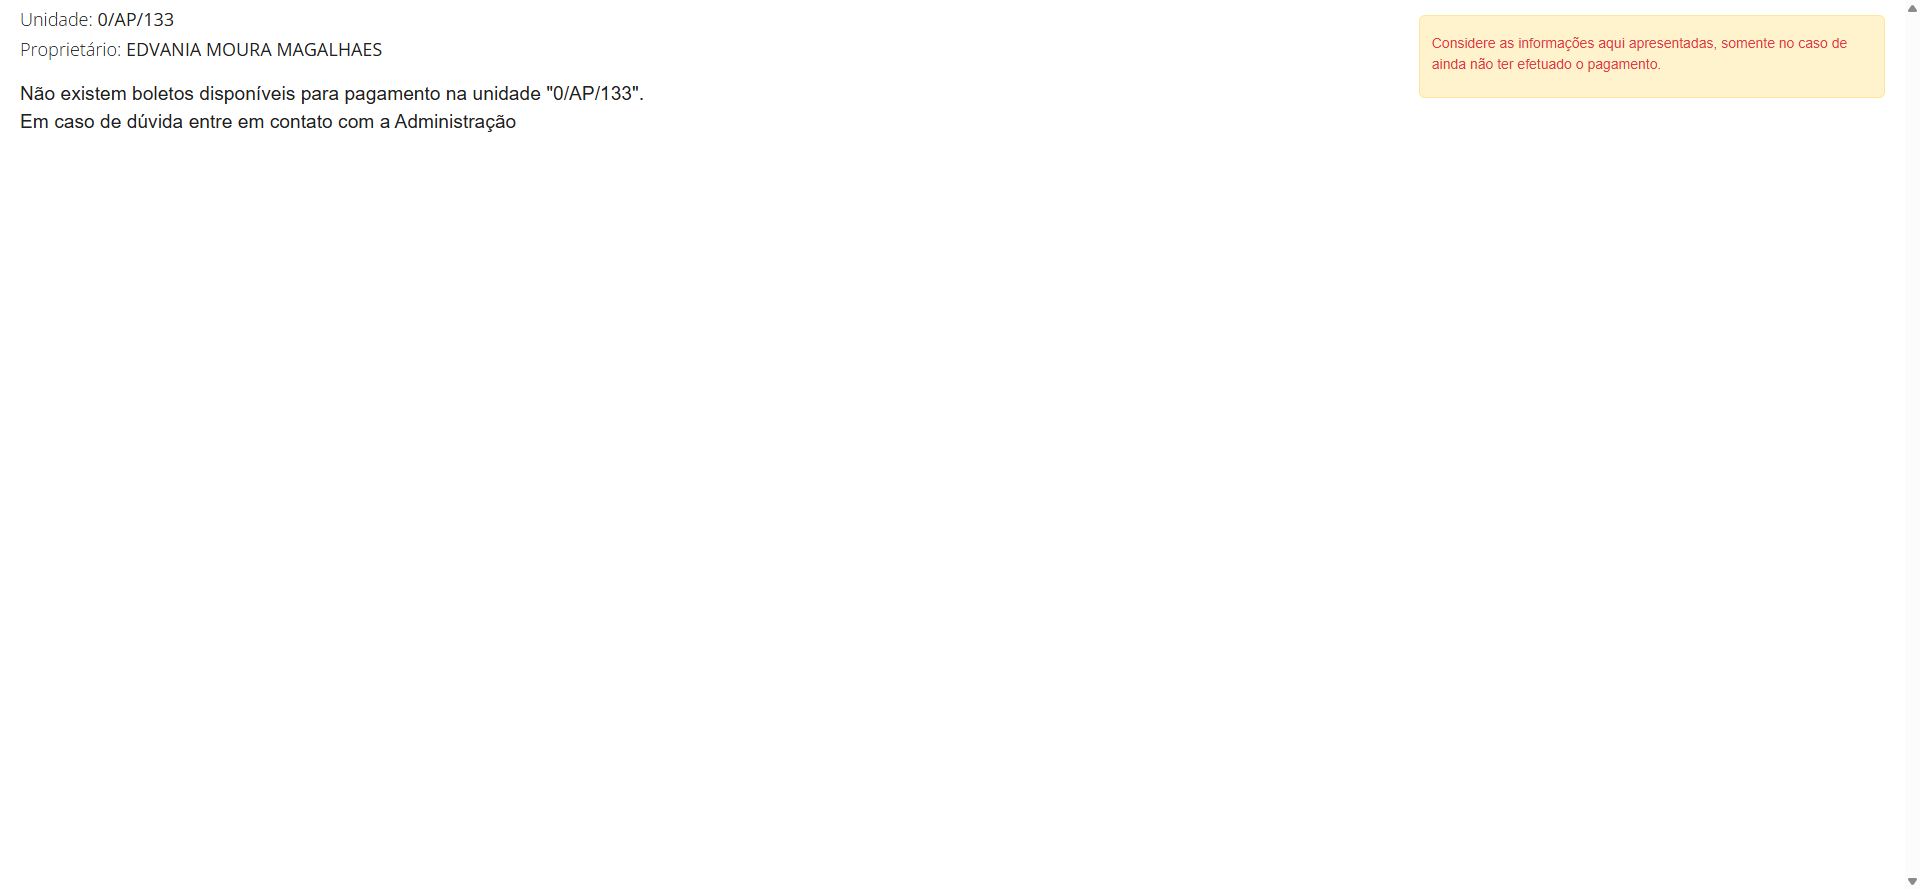 Unidade: 0/AP/133
Proprietário: EDVANIA MOURA MAGALHAES
Não existem boletos disponíveis para pagamento na unidade "0/AP/133".
Em caso de dúvida entre em contato com a Administração
Considere as informações aqui apresentadas, somente no caso de
ainda não ter efetuado o pagamento.